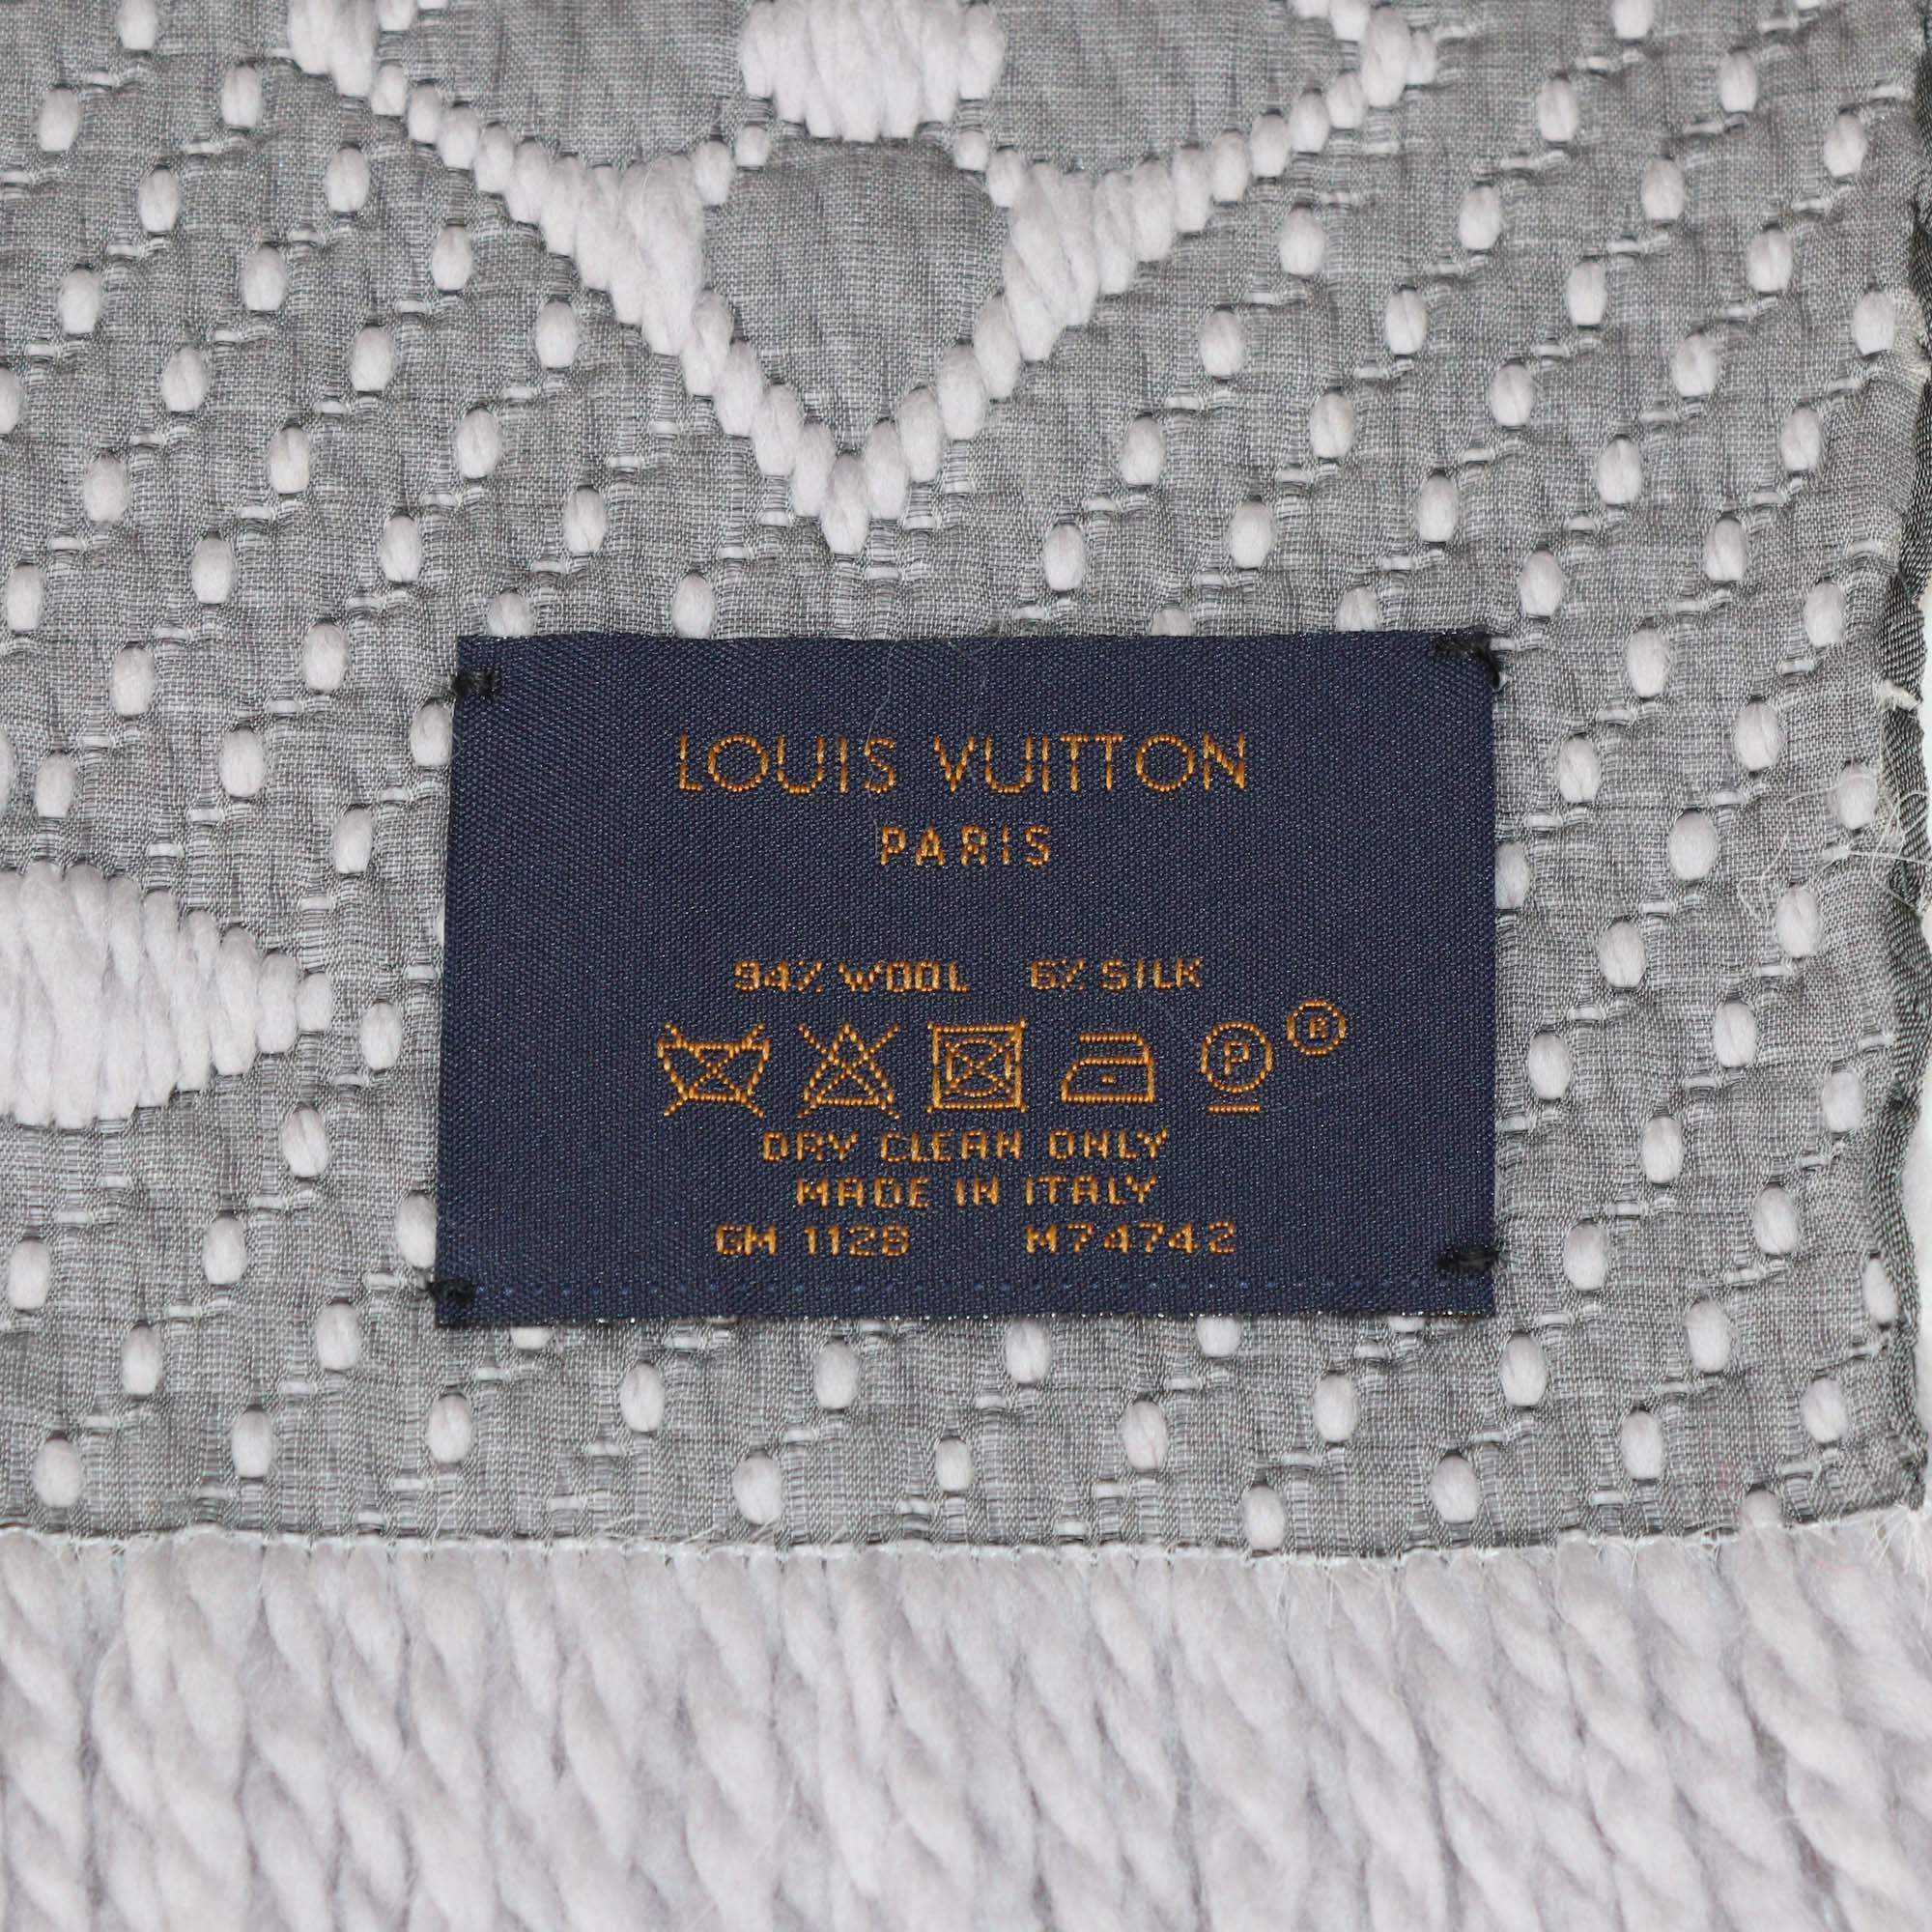 LOUIS VUITTON
PARIS
94% WOOL 6% SILK
P ®
DRY CLEAN ONLY
MADE IN ITALY
GM 1128 M74742